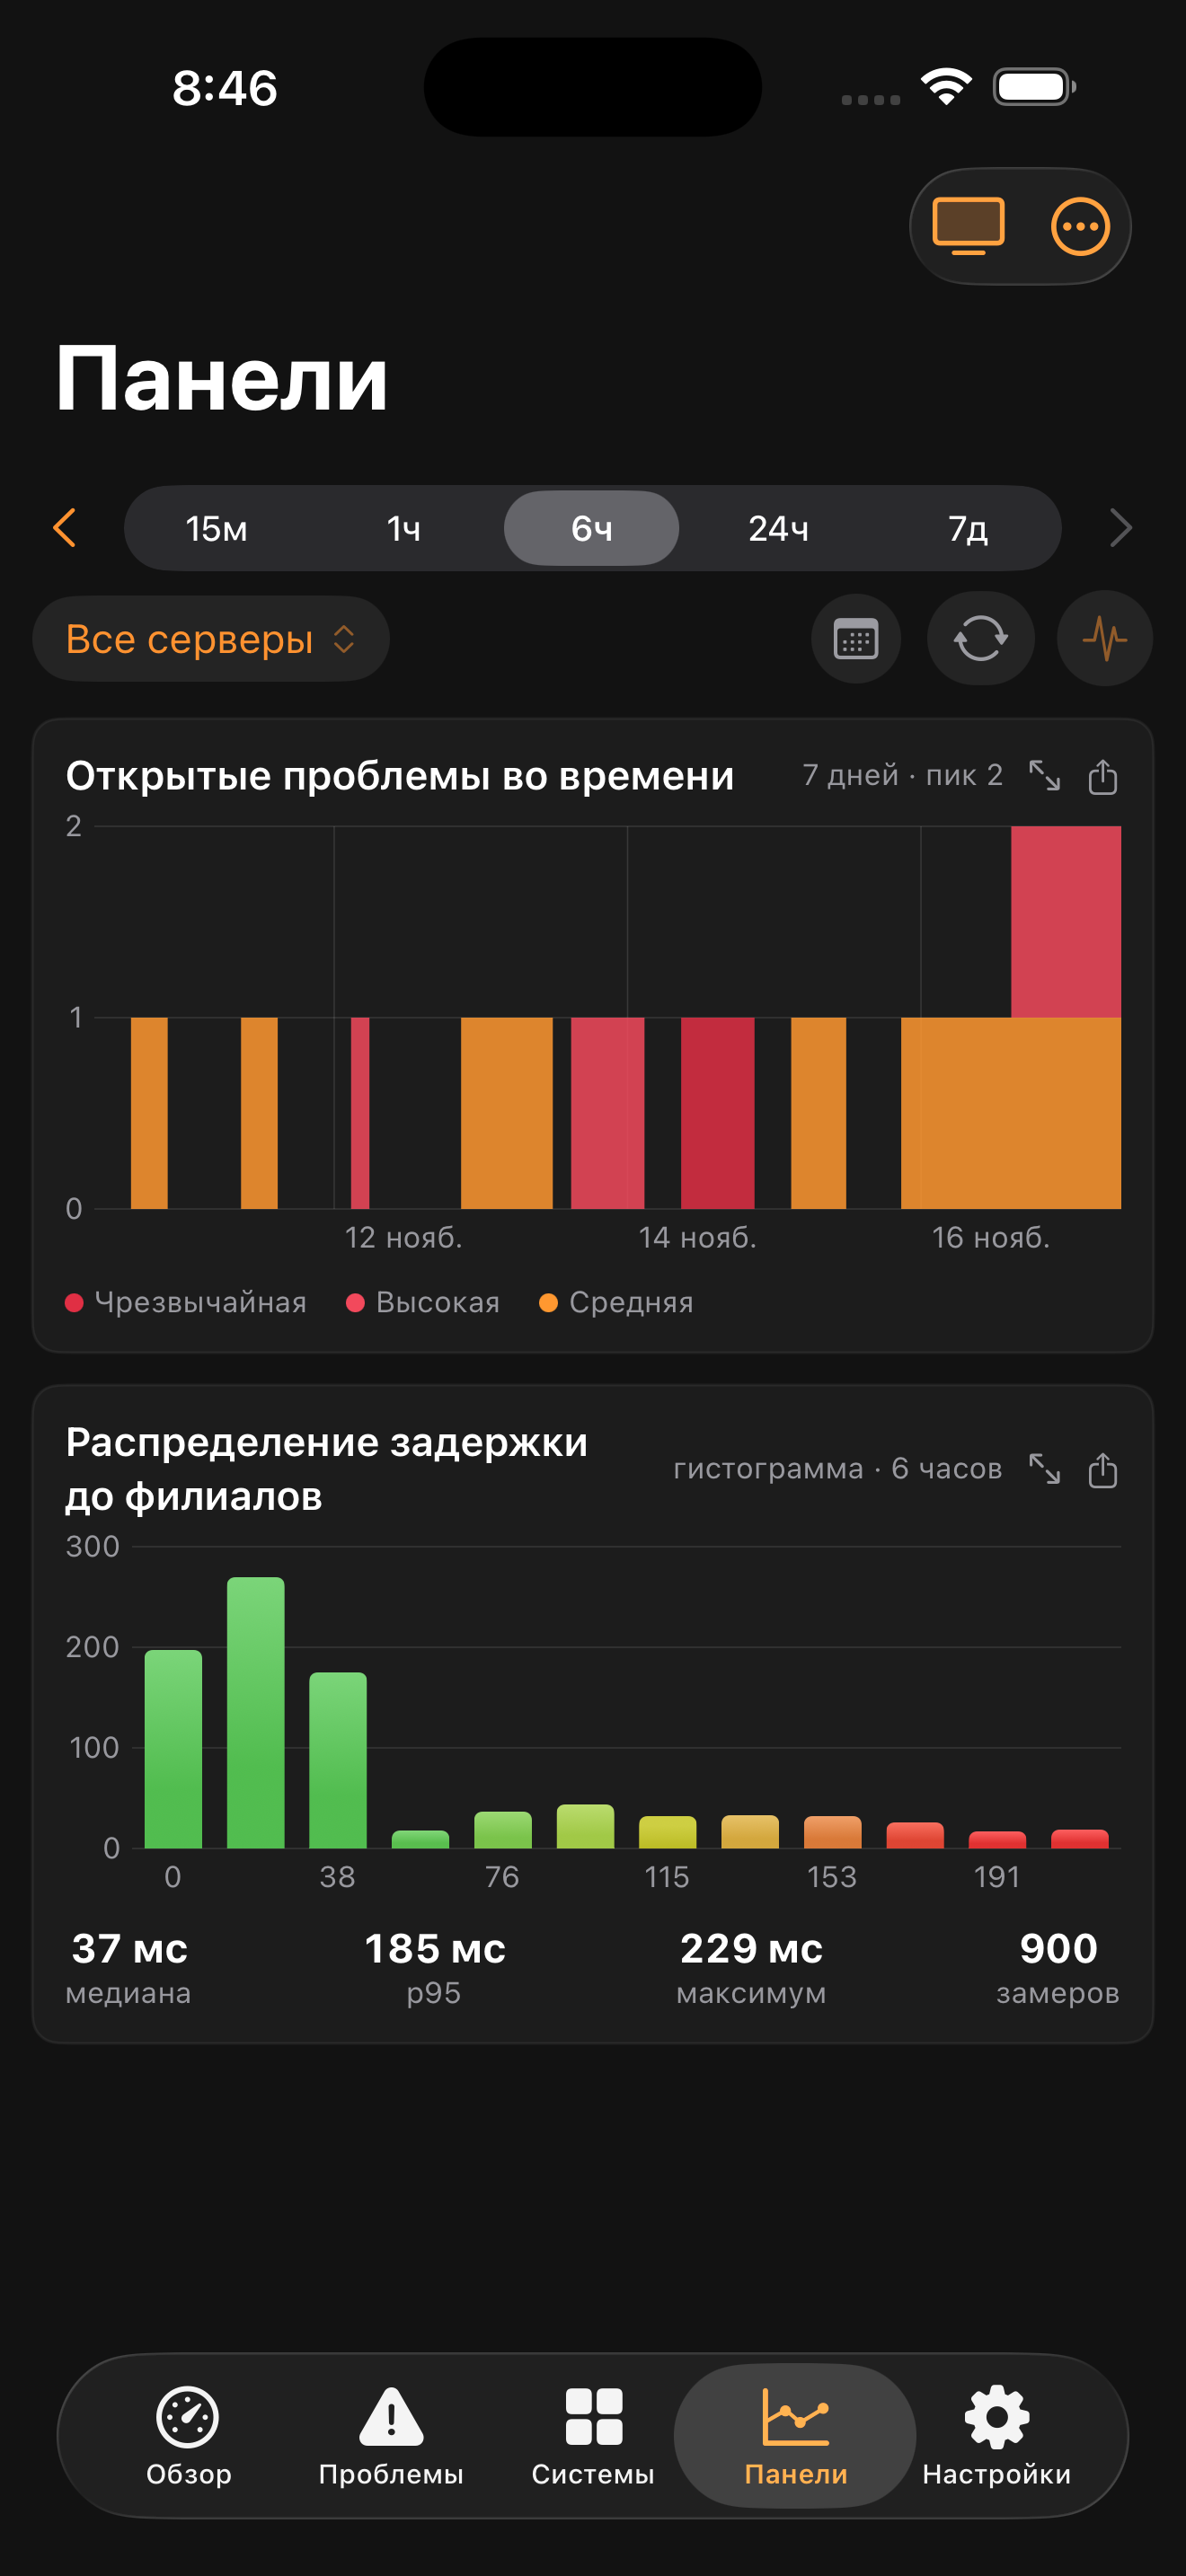 8:46
Панели
15м 1ч 6ч 24ч 7д
Все серверы
Открытые проблемы во времени 7 дней · пик 2
2
1
0
12 нояб. 14 нояб. 16 нояб.
Чрезвычайная Высокая Средняя
Распределение задержки
до филиалов
гистограмма · 6 часов
300
200
100
0
0 38 76 115 153 191
37 мс 185 мс 229 мс 900
медиана p95 максимум замеров
Обзор Проблемы Системы Панели Настройки